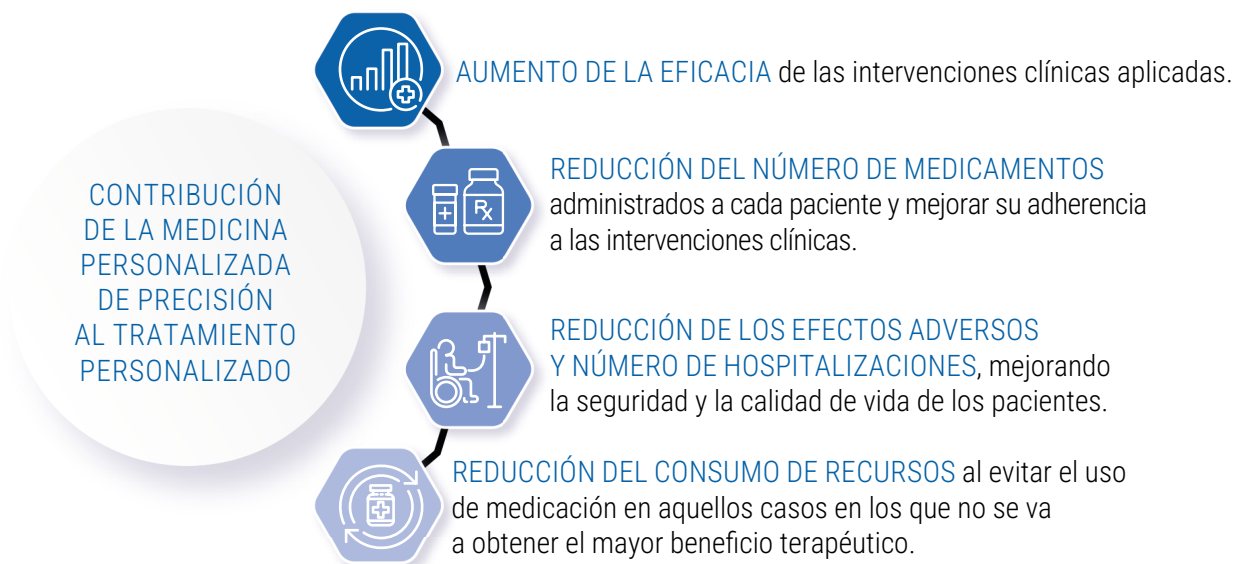 CONTRIBUCIÓN
DE LA MEDICINA
PERSONALIZADA
DE PRECISIÓN
AL TRATAMIENTO
PERSONALIZADO
AUMENTO DE LA EFICACIA de las intervenciones clínicas aplicadas.
REDUCCIÓN DEL NÚMERO DE MEDICAMENTOS
administrados a cada paciente y mejorar su adherencia
a las intervenciones clínicas.
Rx
REDUCCIÓN DE LOS EFECTOS ADVERSOS
Y NÚMERO DE HOSPITALIZACIONES, mejorando
la seguridad y la calidad de vida de los pacientes.
REDUCCIÓN DEL CONSUMO DE RECURSOS al evitar el uso
de medicación en aquellos casos en los que no se va
a obtener el mayor beneficio terapéutico.